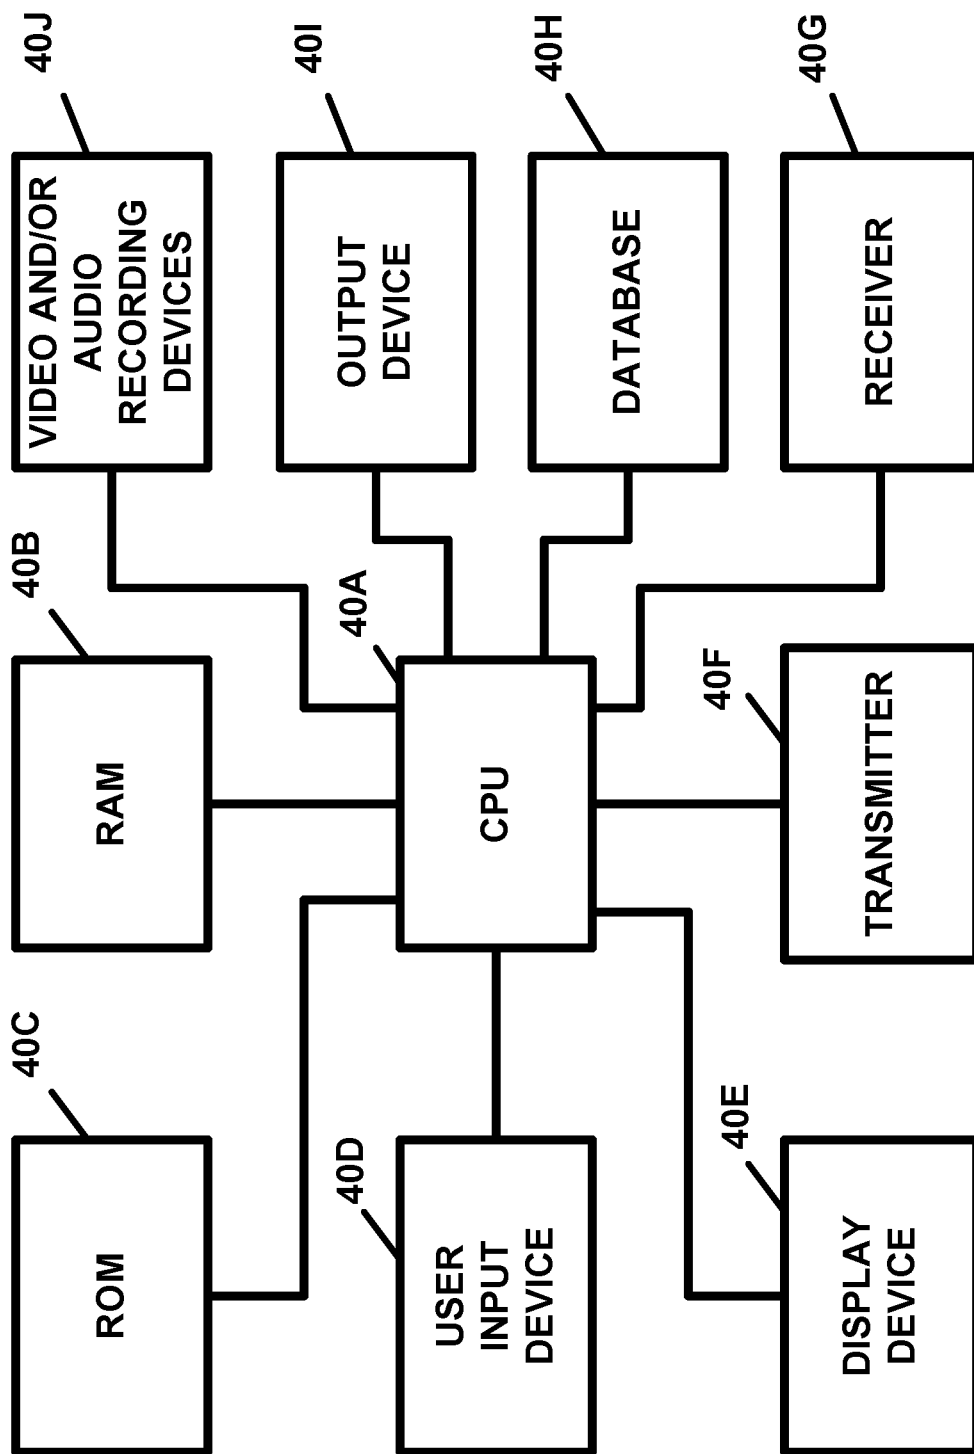 40C
ROM
40B
RAM
40J
VIDEO AND/OR
AUDIO
RECORDING
DEVICES
40D
USER
INPUT
DEVICE
40A
CPU
40I
OUTPUT
DEVICE
40H
DATABASE
40E
DISPLAY
DEVICE
40F
TRANSMITTER
40G
RECEIVER